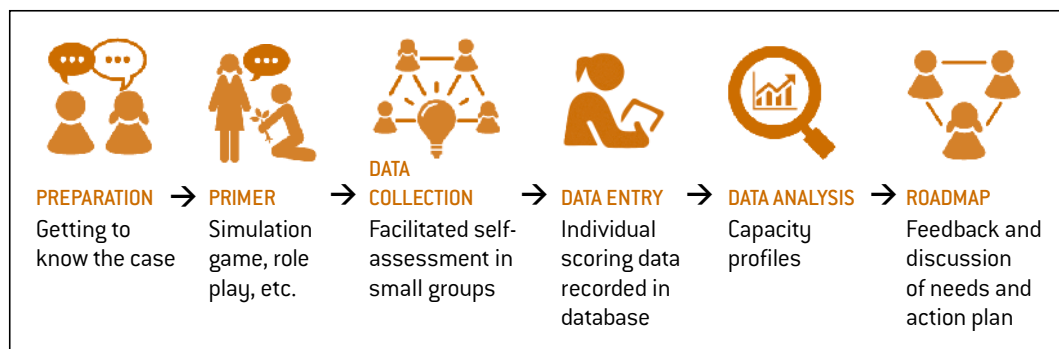 PREPARATION
Getting to
know the case
→
PRIMER
Simulation
game, role
play, etc.
→
DATA
COLLECTION
Facilitated self-
assessment in
small groups
→
DATA ENTRY
Individual
scoring data
recorded in
database
→
DATA ANALYSIS
Capacity
profiles
→
ROADMAP
Feedback and
discussion
of needs and
action plan